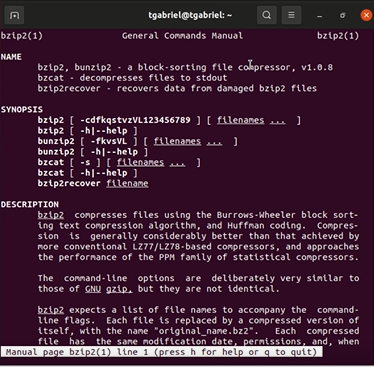 tgabriel@tgabriel: ~
bzip2(1) General Commands Manual bzip2(1)
NAME
bzip2, bunzip2 - a block-sorting file compressor, v1.0.8
bzcat - decompresses files to stdout
bzip2recover - recovers data from damaged bzip2 files
SYNOPSIS
bzip2 [ -cdfkqstvzVL123456789 ] [ filenames ... ]
bzip2 [ -h|--help ]
bunzip2 [ -fkvsVL ] [ filenames ... ]
bunzip2 [ -h|--help ]
bzcat [ -s ] [ filenames ... ]
bzcat [ -h|--help ]
bzip2recover filename
DESCRIPTION
bzip2 compresses files using the Burrows-Wheeler block sort-
ing text compression algorithm, and Huffman coding. Compres-
sion is generally considerably better than that achieved by
more conventional LZ77/LZ78-based compressors, and approaches
the performance of the PPM family of statistical compressors.
The command-line options are deliberately very similar to
those of GNU gzip, but they are not identical.
bzip2 expects a list of file names to accompany the command-
line flags. Each file is replaced by a compressed version of
itself, with the name "original_name.bz2". Each compressed
file has the same modification date, permissions, and, when
Manual page bzip2(1) line 1 (press h for help or q to quit)